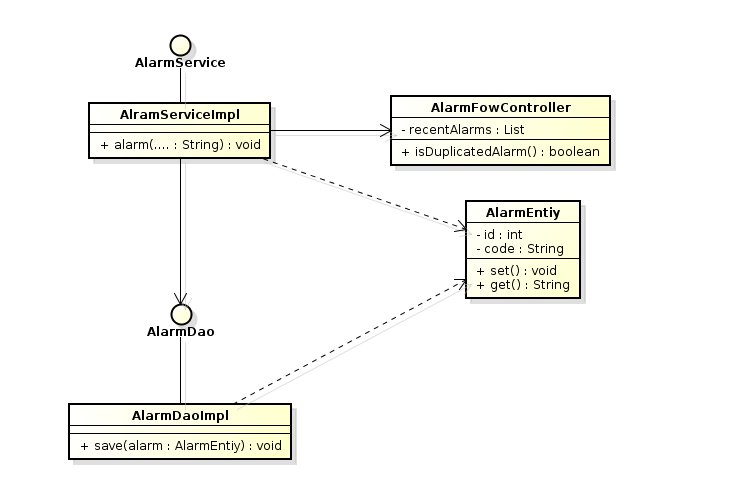 AlarmService
AlramServiceImpl
+ alarm(.... : String) : void
AlarmFowController
- recentAlarms : List
+ isDuplicatedAlarm() : boolean
AlarmEntiy
- id : int
- code : String
+ set() : void
+ get() : String
AlarmDao
AlarmDaoImpl
+ save(alarm : AlarmEntiy) : void